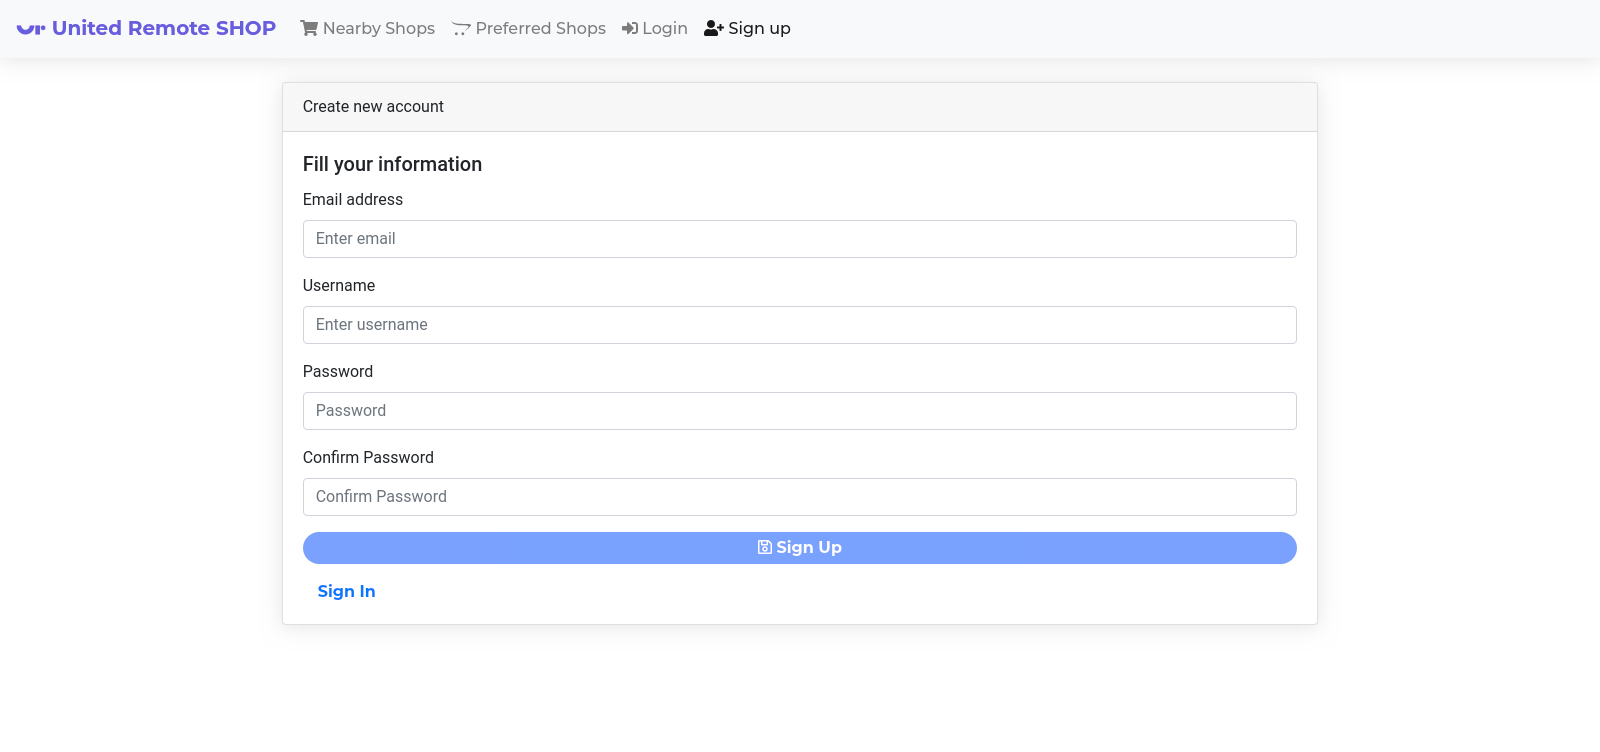 ur United Remote SHOP Nearby Shops Preferred Shops Login Sign up
Create new account
Fill your information
Email address
Enter email
Username
Enter username
Password
Password
Confirm Password
Confirm Password
Sign Up
Sign In